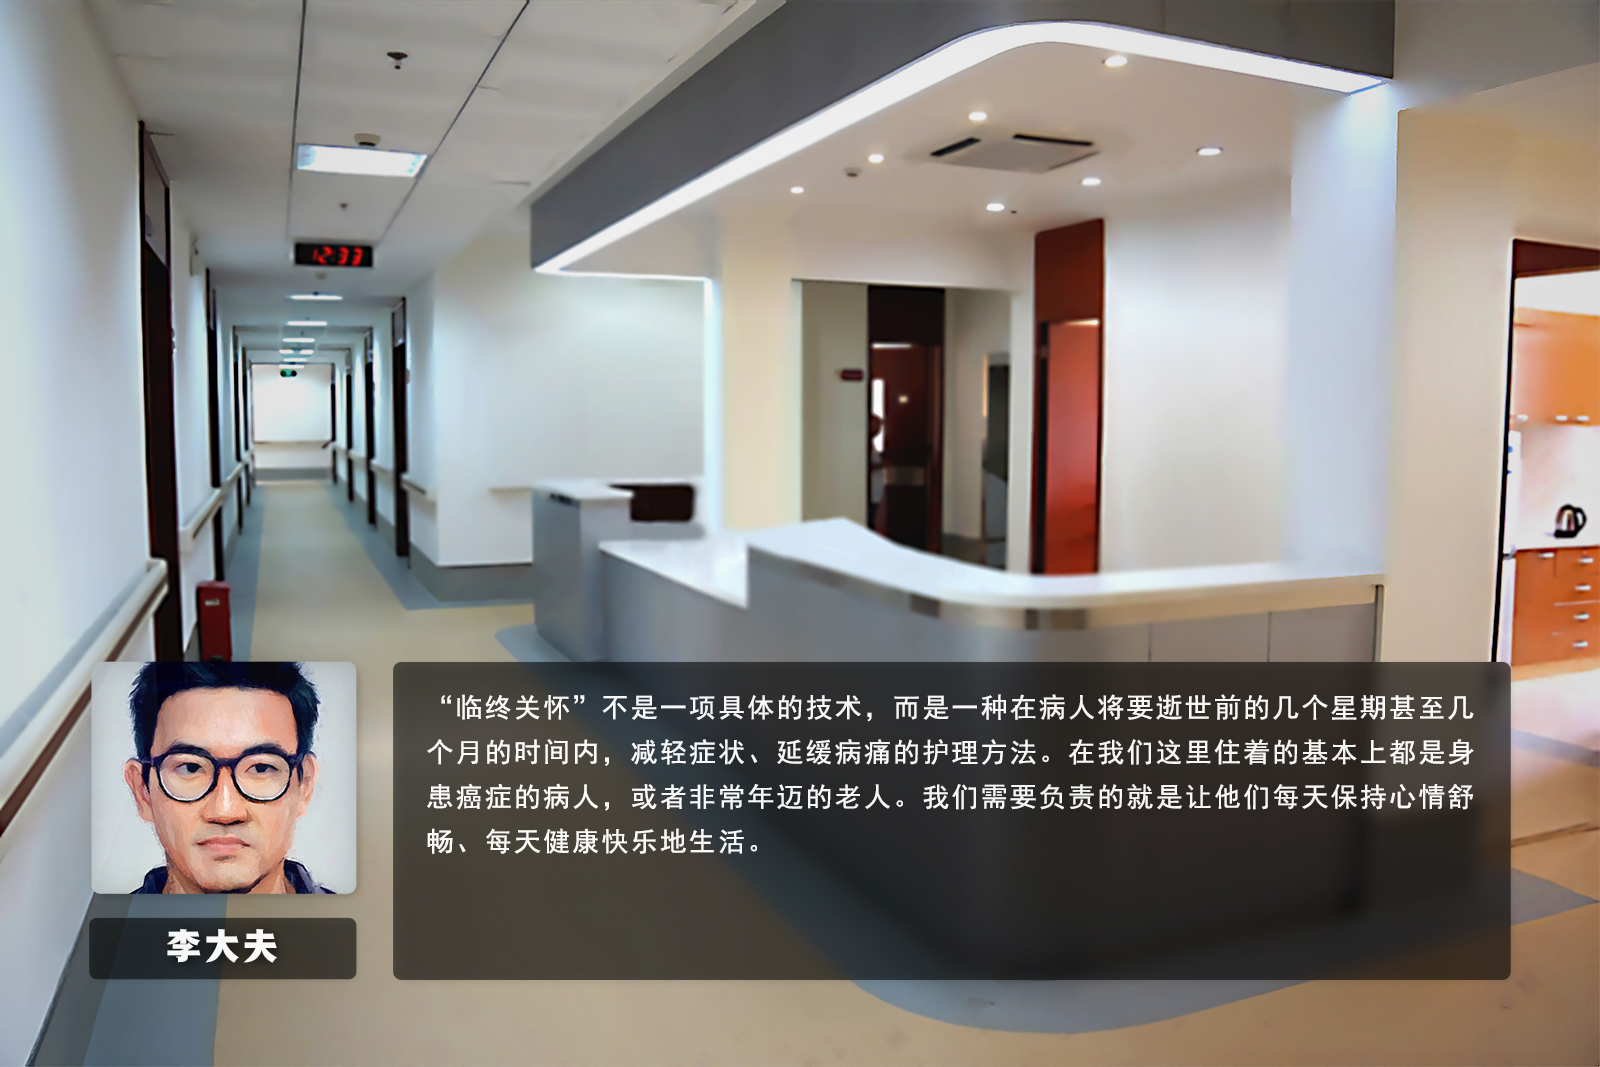 12:33
“临终关怀”不是一项具体的技术，而是一种在病人将要逝世前的几个星期甚至几
个月的时间内，减轻症状、延缓病痛的护理方法。在我们这里住着的基本上都是身
患癌症的病人，或者非常年迈的老人。我们需要负责的就是让他们每天保持心情舒
畅、每天健康快乐地生活。
李大夫